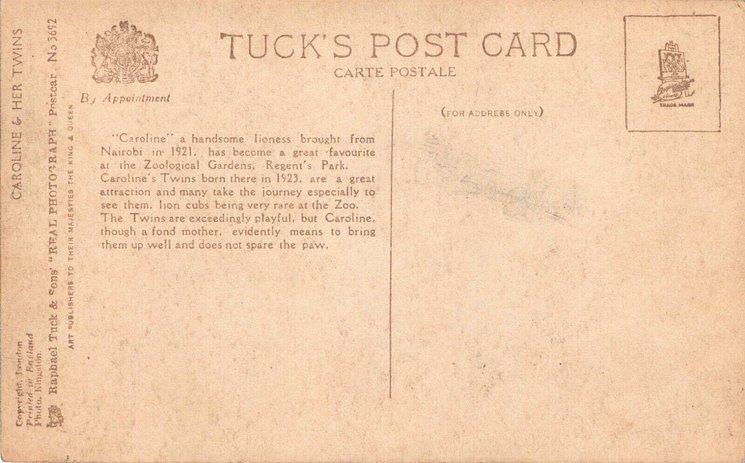 TUCK'S POST CARD
CARTE POSTALE
By Appointment
(FOR ADDRESS ONLY)
TRADE MARK
"Caroline" a handsome lioness brought from
Nairobi in 1921, has become a great favourite
at the Zoological Gardens, Regent's Park.
Caroline's Twins born there in 1923, are a great
attraction and many take the journey especially to
see them, lion cubs being very rare at the Zoo.
The Twins are exceedingly playful, but Caroline,
though a fond mother, evidently means to bring
them up well and does not spare the paw.
CAROLINE & HER TWINS
Raphael Tuck & Sons' "REAL PHOTOGRAPH" Postcar No 3692
ART PUBLISHERS TO THEIR MAJESTIES THE KING & QUEEN
Copyright, London
Printed in England
Photo, Kingston